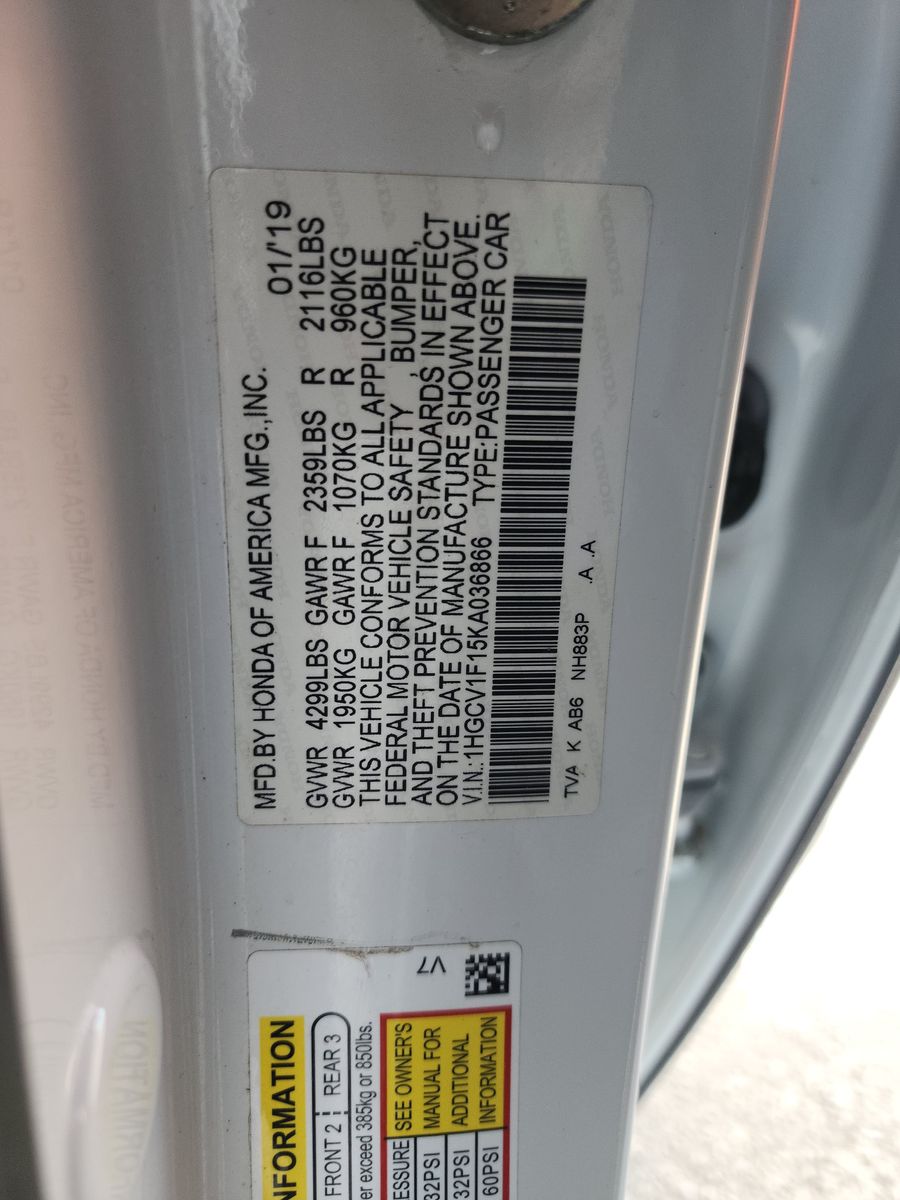 MFD.BY HONDA OF AMERICA MFG.,INC. 01/'19
GVWR 4299LBS GAWR F 2359LBS R 2116LBS
GVWR 1950KG GAWR F 1070KG R 960KG
THIS VEHICLE CONFORMS TO ALL APPLICABLE
FEDERAL MOTOR VEHICLE SAFETY, BUMPER,
AND THEFT PREVENTION STANDARDS IN EFFECT
ON THE DATE OF MANUFACTURE SHOWN ABOVE.
V.I.N.:1HGCV1F15KA036866 TYPE:PASSENGER CAR
TVA K AB6 NH883P .A .A
V7
FRONT 2 REAR 3
exceed 385kg or 850lbs.
SEE OWNER'S
32PSI MANUAL FOR
32PSI ADDITIONAL
60PSI INFORMATION